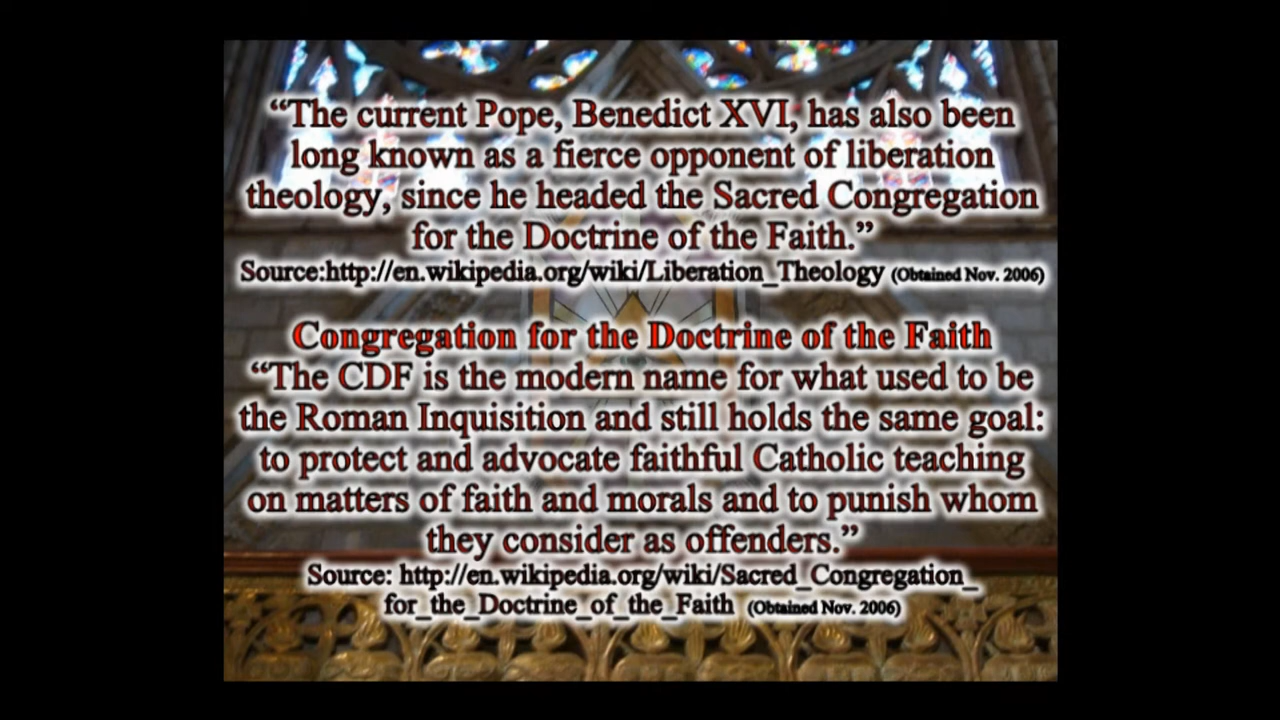 “The current Pope, Benedict XVI, has also been
long known as a fierce opponent of liberation
theology, since he headed the Sacred Congregation
for the Doctrine of the Faith.”
Source:http://en.wikipedia.org/wiki/Liberation_Theology (Obtained Nov. 2006)
Congregation for the Doctrine of the Faith
“The CDF is the modern name for what used to be
the Roman Inquisition and still holds the same goal:
to protect and advocate faithful Catholic teaching
on matters of faith and morals and to punish whom
they consider as offenders.”
Source: http://en.wikipedia.org/wiki/Sacred_Congregation_
for_the_Doctrine_of_the_Faith (Obtained Nov. 2006)